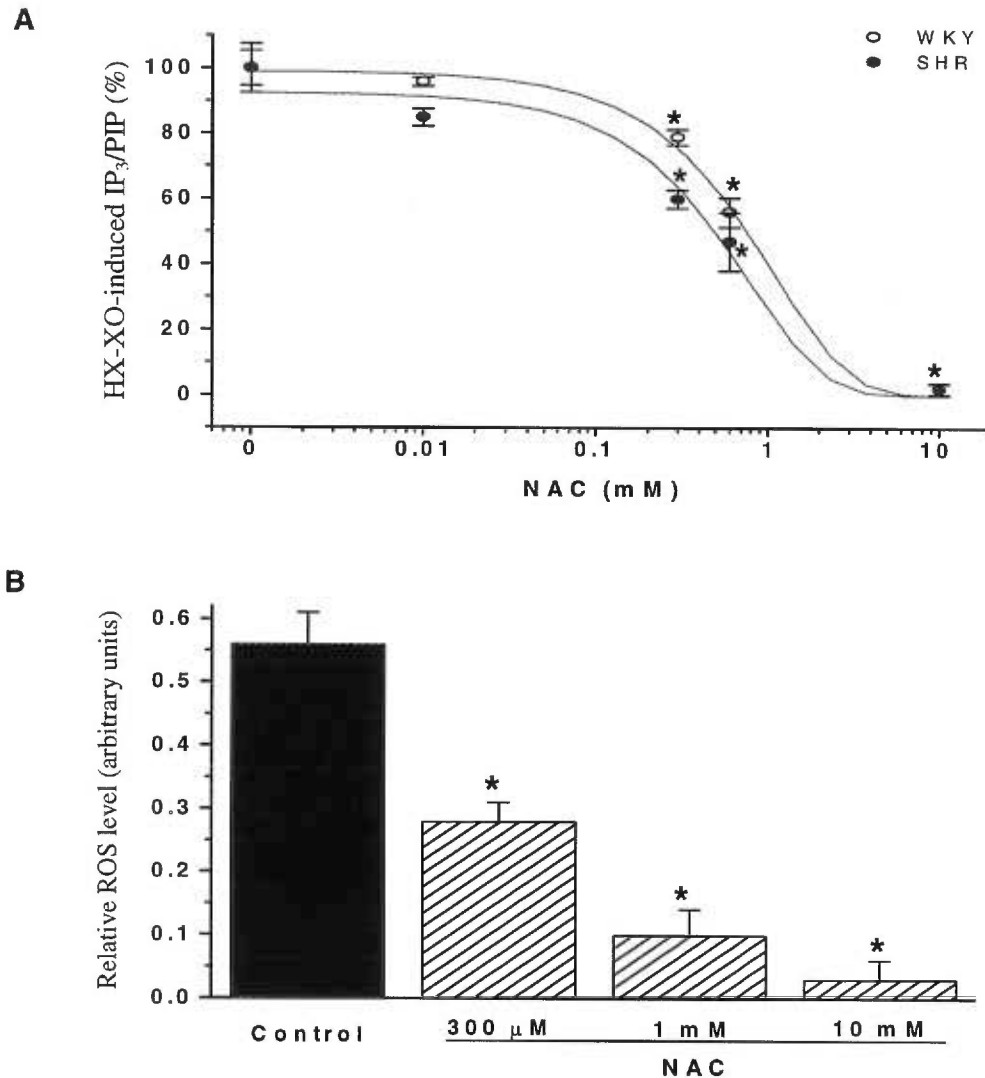 A
WKY
SHR
HX-XO-induced IP₃/PIP (%)
100
80
60
40
20
0
*
*
*
*
*
0 0.01 0.1 1 10
NAC (mM)
B
Relative ROS level (arbitrary units)
0.6
0.5
0.4
0.3
0.2
0.1
0.0
*
*
*
Control 300 μM 1 mM 10 mM
NAC